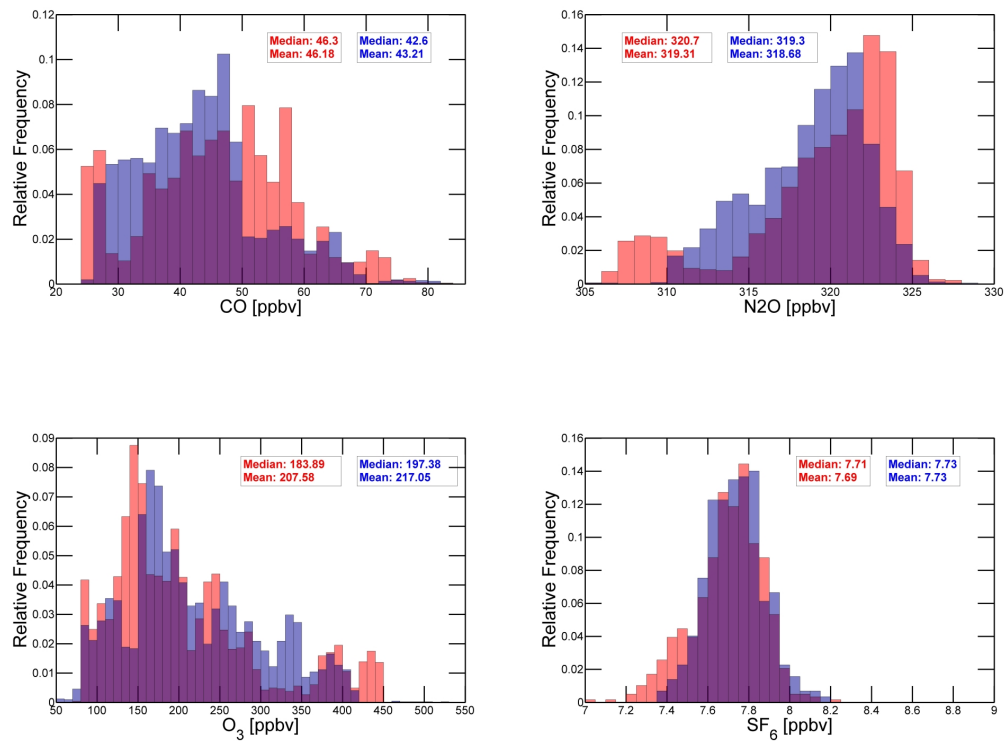 0.12
0.1
0.08
0.06
0.04
0.02
0
Relative Frequency
Median: 46.3
Mean: 46.18
Median: 42.6
Mean: 43.21
20 30 40 50 60 70 80
CO [ppbv]
0.16
0.14
0.12
0.1
0.08
0.06
0.04
0.02
0
Relative Frequency
Median: 320.7
Mean: 319.31
Median: 319.3
Mean: 318.68
305 310 315 320 325 330
N2O [ppbv]
0.09
0.08
0.07
0.06
0.05
0.04
0.03
0.02
0.01
0
Relative Frequency
Median: 183.89
Mean: 207.58
Median: 197.38
Mean: 217.05
50 100 150 200 250 300 350 400 450 500 550
O3 [ppbv]
0.16
0.14
0.12
0.1
0.08
0.06
0.04
0.02
0
Relative Frequency
Median: 7.71
Mean: 7.69
Median: 7.73
Mean: 7.73
7 7.2 7.4 7.6 7.8 8 8.2 8.4 8.6 8.8 9
SF6 [ppbv]